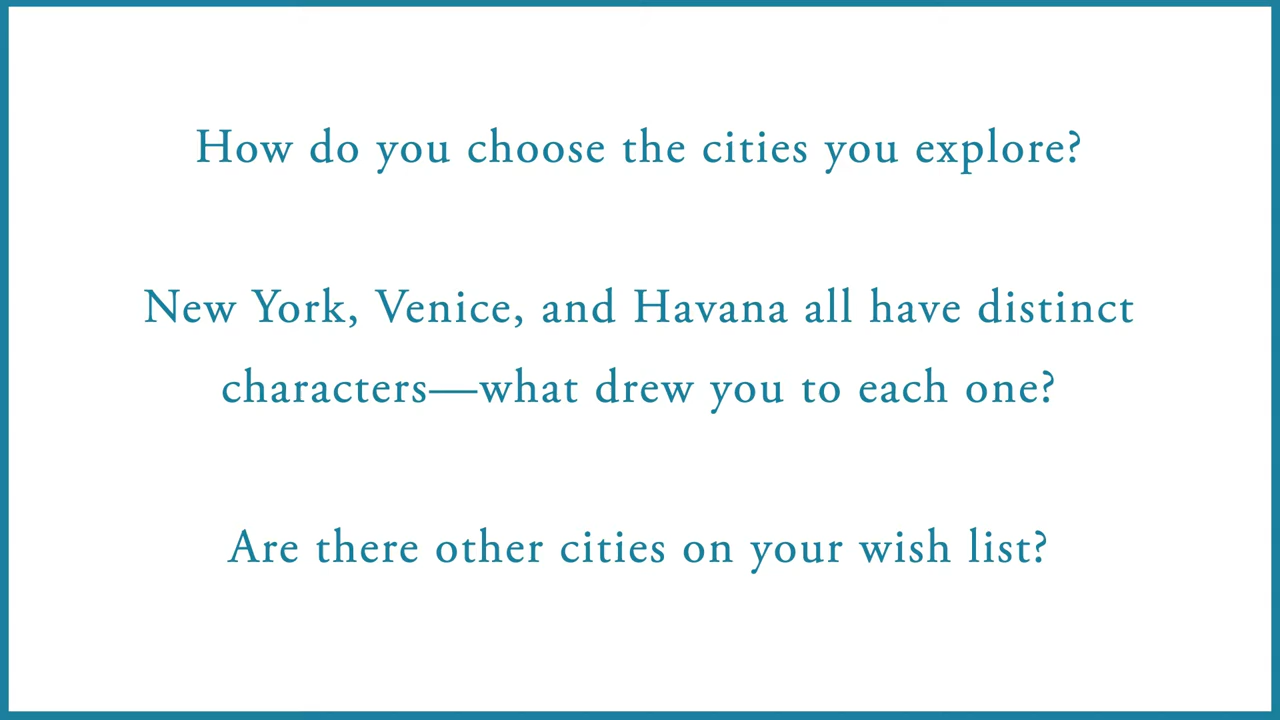 How do you choose the cities you explore?
New York, Venice, and Havana all have distinct
characters—what drew you to each one?
Are there other cities on your wish list?